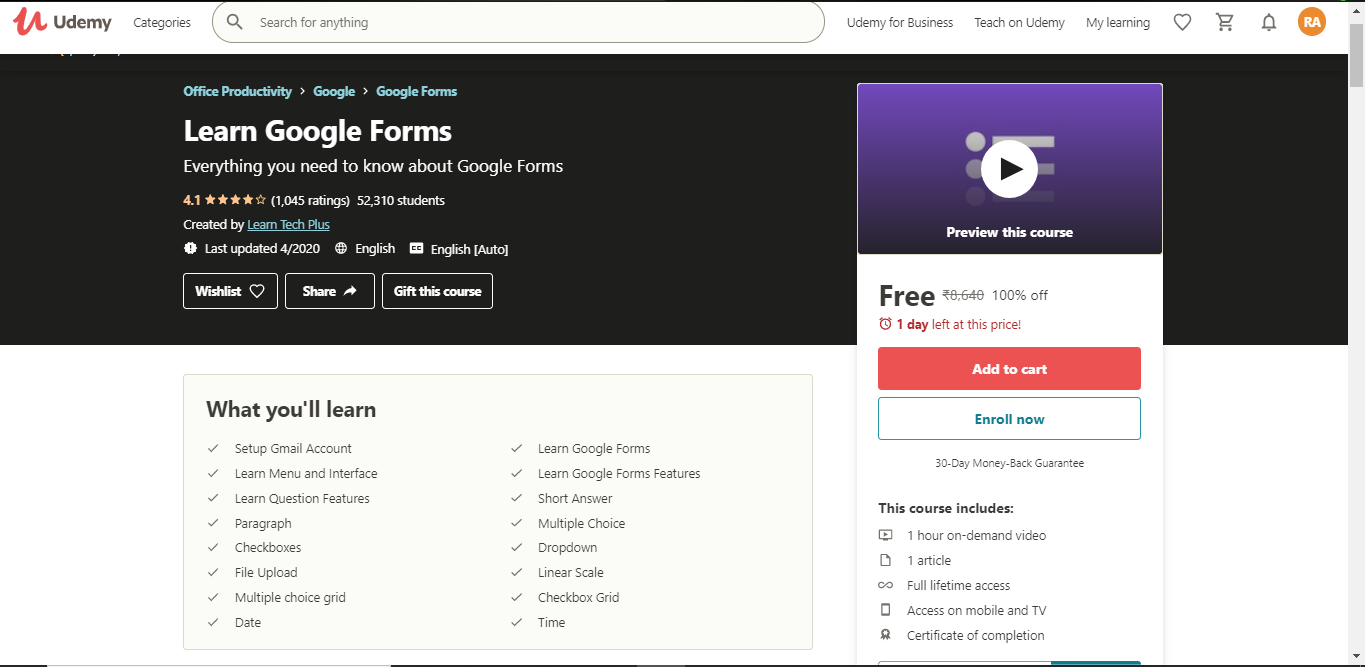 Udemy
Categories
Search for anything
Udemy for Business
Teach on Udemy
My learning
RA
Office Productivity > Google > Google Forms
Learn Google Forms
Everything you need to know about Google Forms
4.1 (1,045 ratings) 52,310 students
Created by Learn Tech Plus
Last updated 4/2020 English English [Auto]
Wishlist
Share
Gift this course
Preview this course
Free ₹8,640 100% off
1 day left at this price!
Add to cart
Enroll now
30-Day Money-Back Guarantee
This course includes:
1 hour on-demand video
1 article
Full lifetime access
Access on mobile and TV
Certificate of completion
What you'll learn
Setup Gmail Account
Learn Google Forms
Learn Menu and Interface
Learn Google Forms Features
Learn Question Features
Short Answer
Paragraph
Multiple Choice
Checkboxes
Dropdown
File Upload
Linear Scale
Multiple choice grid
Checkbox Grid
Date
Time